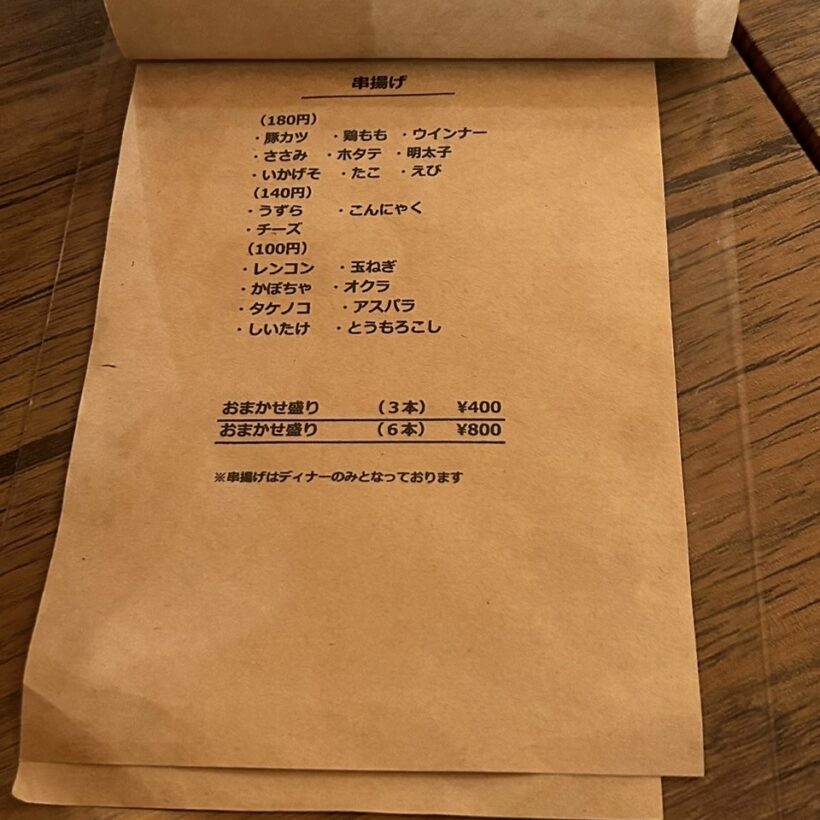 串揚げ
（180円）
・豚カツ ・鶏もも ・ウインナー
・ささみ ・ホタテ ・明太子
・いかげそ ・たこ ・えび
（140円）
・うずら ・こんにゃく
・チーズ
（100円）
・レンコン ・玉ねぎ
・かぼちゃ ・オクラ
・タケノコ ・アスパラ
・しいたけ ・とうもろこし
おまかせ盛り （３本） ¥400
おまかせ盛り （６本） ¥800
※串揚げはディナーのみとなっております